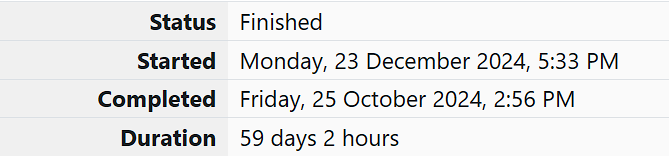 Status Finished
Started Monday, 23 December 2024, 5:33 PM
Completed Friday, 25 October 2024, 2:56 PM
Duration 59 days 2 hours